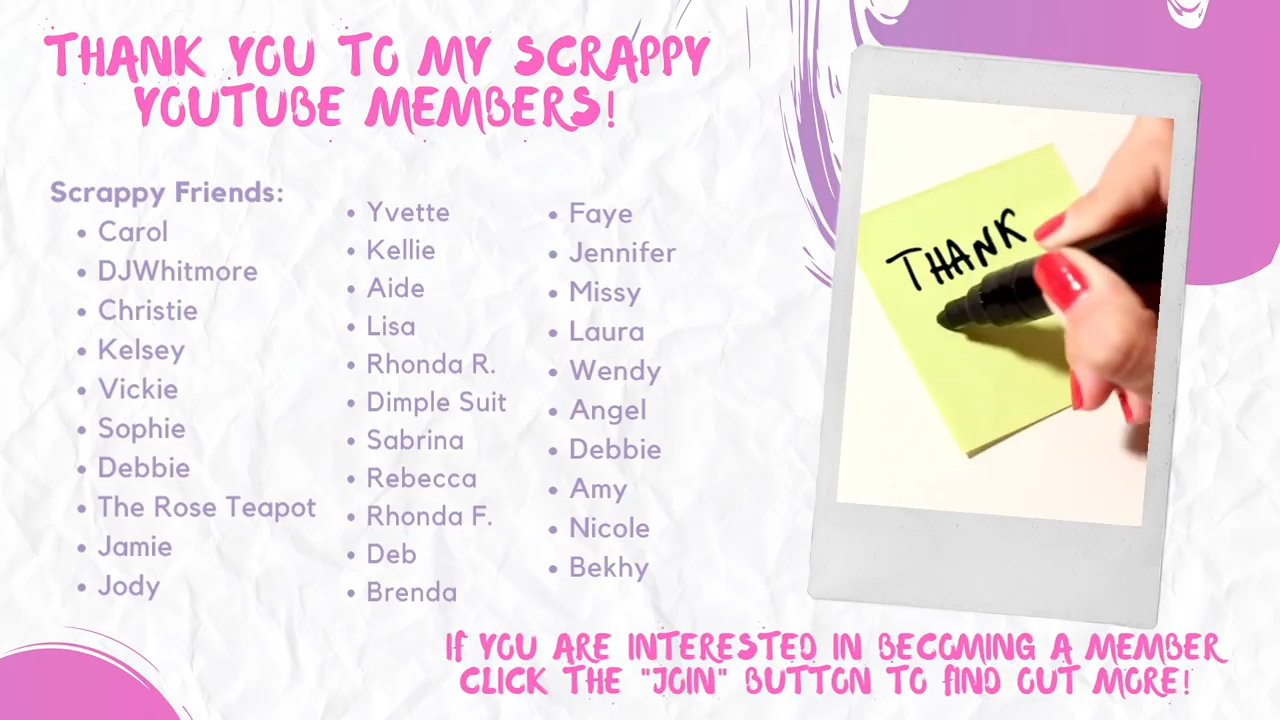 THANK YOU TO MY SCRAPPY
YOUTUBE MEMBERS!
Scrappy Friends:
• Carol
• DJWhitmore
• Christie
• Kelsey
• Vickie
• Sophie
• Debbie
• The Rose Teapot
• Jamie
• Jody
• Yvette
• Kellie
• Aide
• Lisa
• Rhonda R.
• Dimple Suit
• Sabrina
• Rebecca
• Rhonda F.
• Deb
• Brenda
• Faye
• Jennifer
• Missy
• Laura
• Wendy
• Angel
• Debbie
• Amy
• Nicole
• Bekhy
THANK
If YOU ARE INTERESTED IN BECOMING A MEMBER
CLICK THE "JOIN" BUTTON TO fIND OUT MORE!